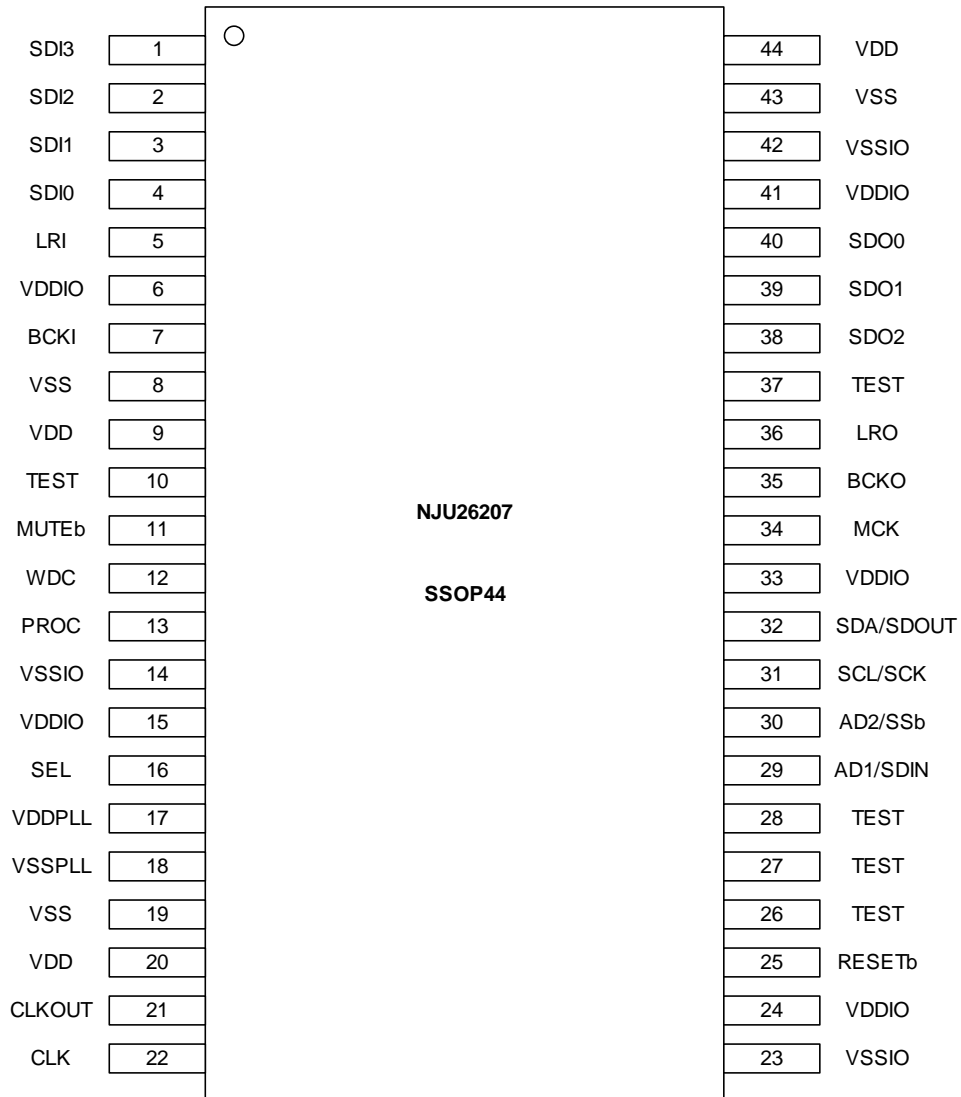 SDI3 1 44 VDD
SDI2 2 43 VSS
SDI1 3 42 VSSIO
SDI0 4 41 VDDIO
LRI 5 40 SDO0
VDDIO 6 39 SDO1
BCKI 7 38 SDO2
VSS 8 37 TEST
VDD 9 36 LRO
TEST 10 35 BCKO
NJU26207
MUTEb 11 34 MCK
WDC 12 33 VDDIO
SSOP44
PROC 13 32 SDA/SDOUT
VSSIO 14 31 SCL/SCK
VDDIO 15 30 AD2/SSb
SEL 16 29 AD1/SDIN
VDDPLL 17 28 TEST
VSSPLL 18 27 TEST
VSS 19 26 TEST
VDD 20 25 RESETb
CLKOUT 21 24 VDDIO
CLK 22 23 VSSIO